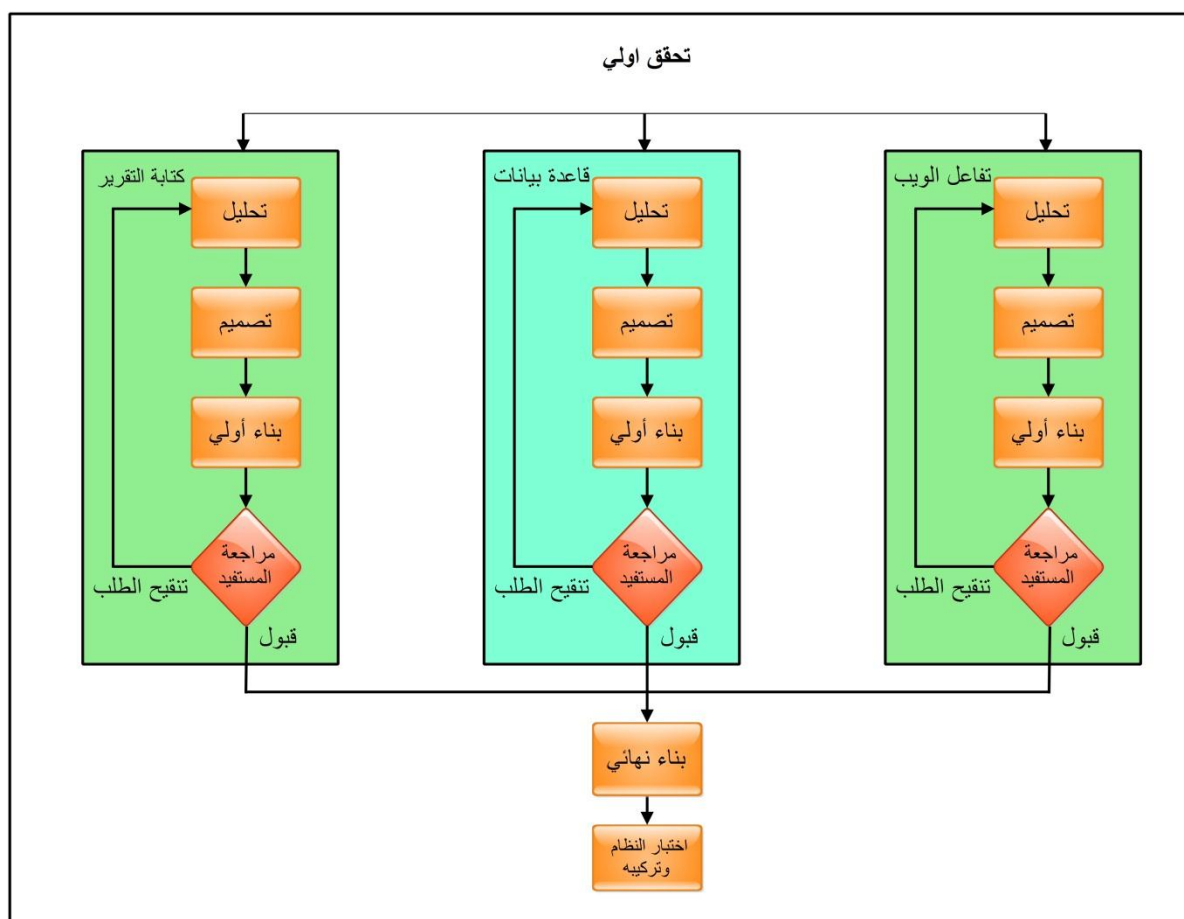 تحقق اولي
تفاعل الويب
تحليل
تصميم
بناء أولي
مراجعة
المستفيد
تنقيح الطلب
قبول
قاعدة بيانات
تحليل
تصميم
بناء أولي
مراجعة
المستفيد
تنقيح الطلب
قبول
كتابة التقرير
تحليل
تصميم
بناء أولي
مراجعة
المستفيد
تنقيح الطلب
قبول
بناء نهائي
اختبار النظام
وتركيبه